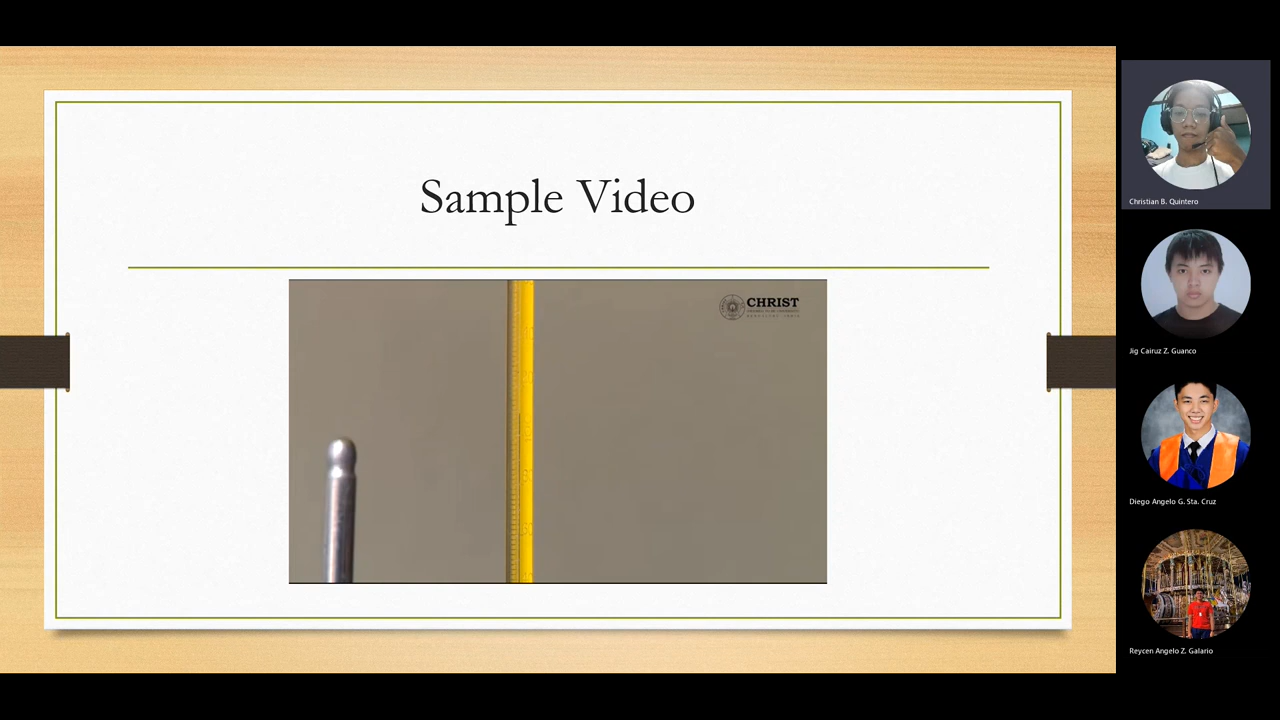 Sample Video
CHRIST
Christian B. Quintero
Jig Cairuz Z. Guanco
Diego Angelo G. Sta. Cruz
Reycen Angelo Z. Galario